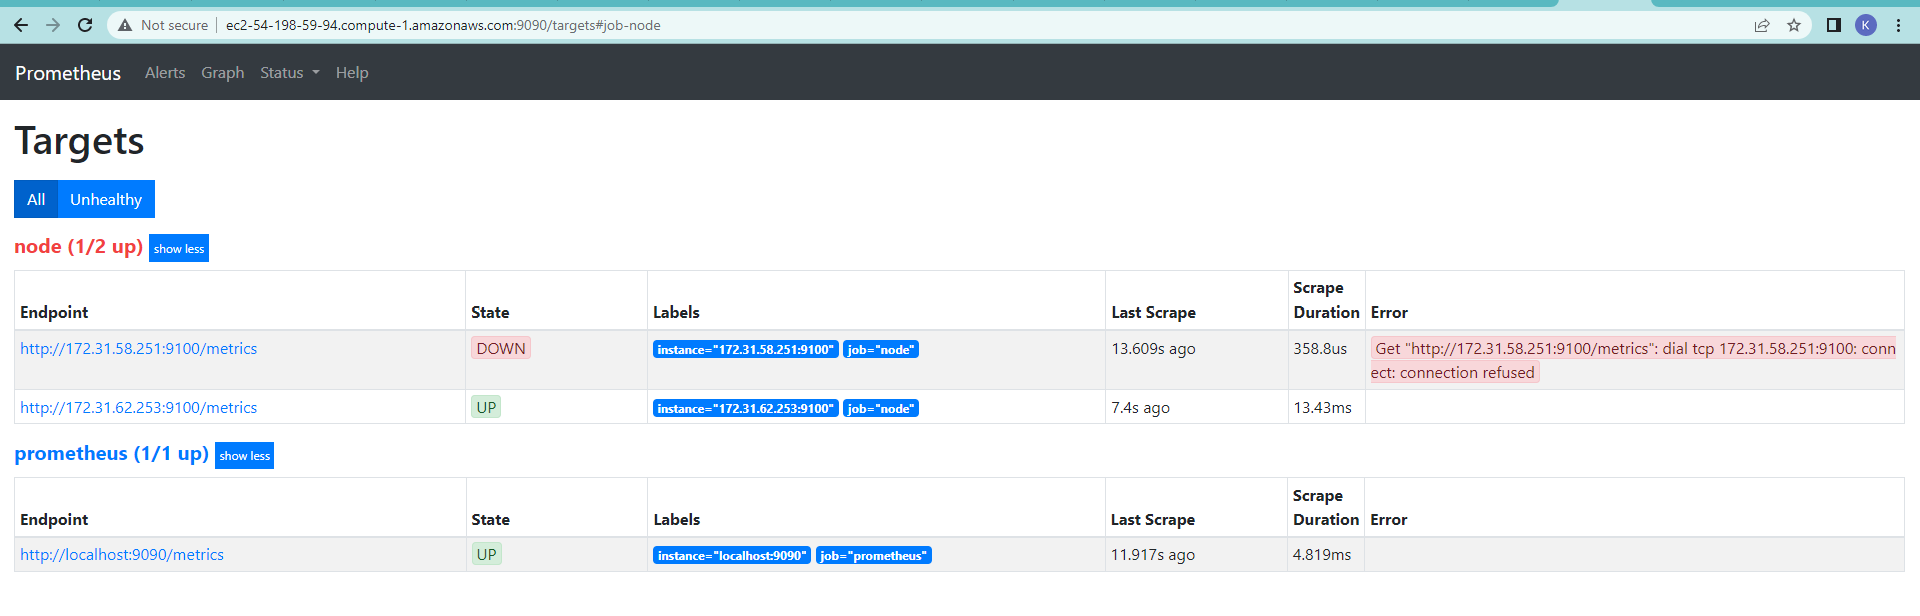 Not secure | ec2-54-198-59-94.compute-1.amazonaws.com:9090/targets#job-node K
Prometheus Alerts Graph Status Help
Targets
All Unhealthy
node (1/2 up) show less
Endpoint State Labels Last Scrape Scrape Duration Error
http://172.31.58.251:9100/metrics DOWN instance="172.31.58.251:9100" job="node" 13.609s ago 358.8us Get "http://172.31.58.251:9100/metrics": dial tcp 172.31.58.251:9100: conn
ect: connection refused
http://172.31.62.253:9100/metrics UP instance="172.31.62.253:9100" job="node" 7.4s ago 13.43ms
prometheus (1/1 up) show less
Endpoint State Labels Last Scrape Scrape Duration Error
http://localhost:9090/metrics UP instance="localhost:9090" job="prometheus" 11.917s ago 4.819ms